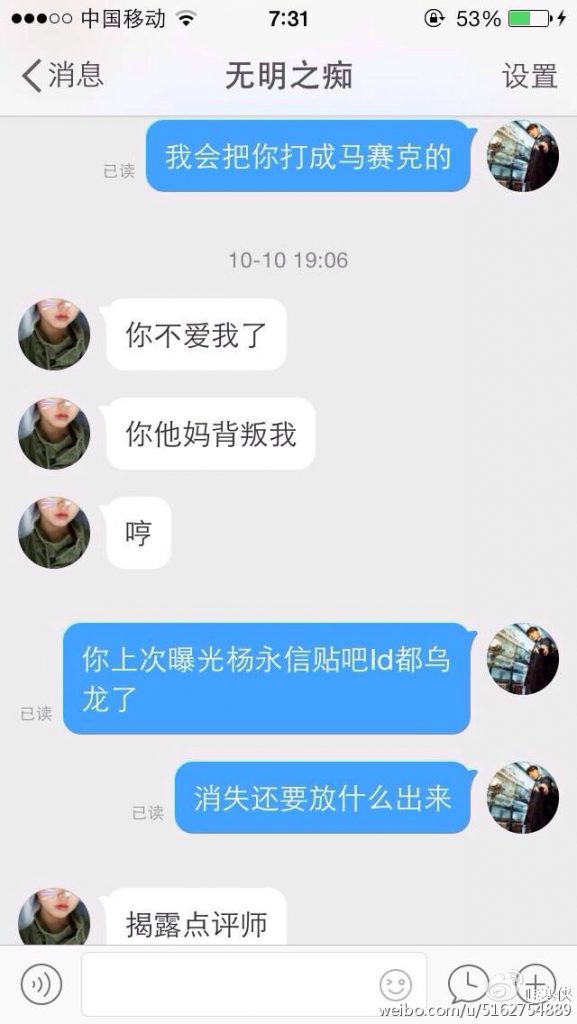 中国移动 7:31 53%
消息 无明之痴 设置
我会把你打成马赛克的
已读
10-10 19:06
你不爱我了
你他妈背叛我
哼
你上次曝光杨永信贴吧Id都乌
龙了
已读
消失还要放什么出来
已读
揭露点评师
weibo.com/u/5162754889